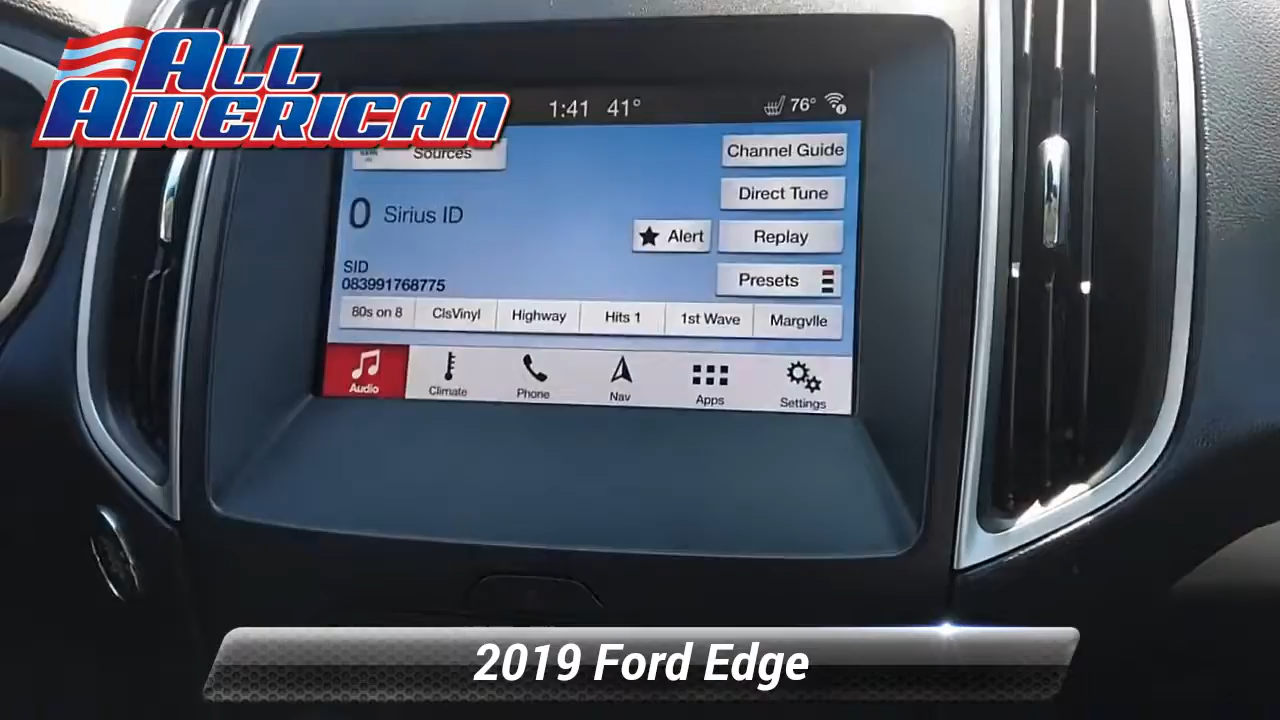 ALL
AMERICAN
1:41 41° 76°
Sources
Channel Guide
0 Sirius ID
Direct Tune
Alert
Replay
SID
083991768775
Presets
80s on 8 ClsVinyl Highway Hits 1 1st Wave Margvlle
Audio Climate Phone Nav Apps Settings
2019 Ford Edge